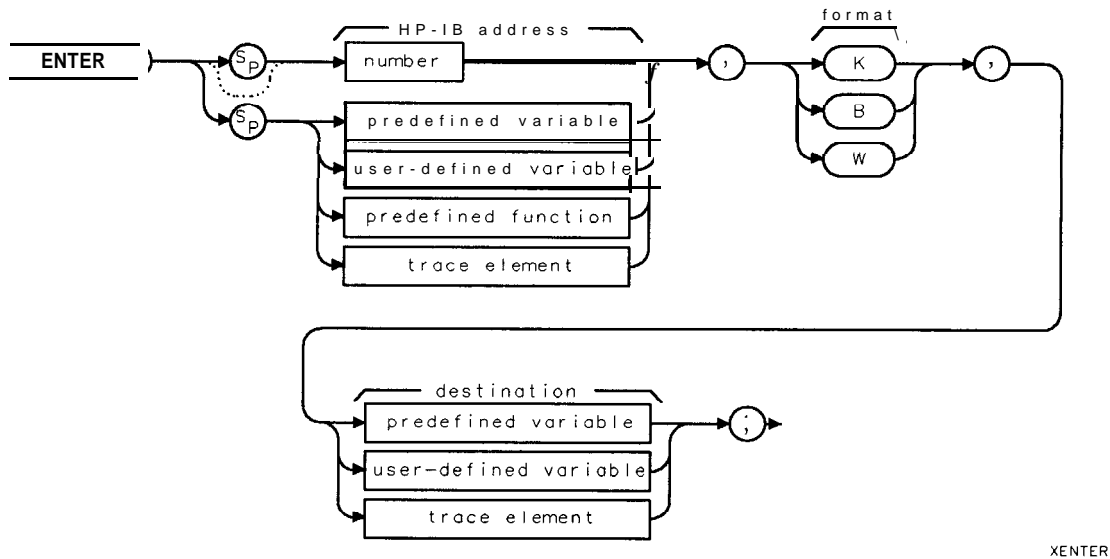 format
HP-IB address
ENTER
SP
number
,
K
,
B
SP
predefined variable
W
user-defined variable
predefined function
trace element
destination
predefined variable
;
user-defined variable
trace element
XENTER